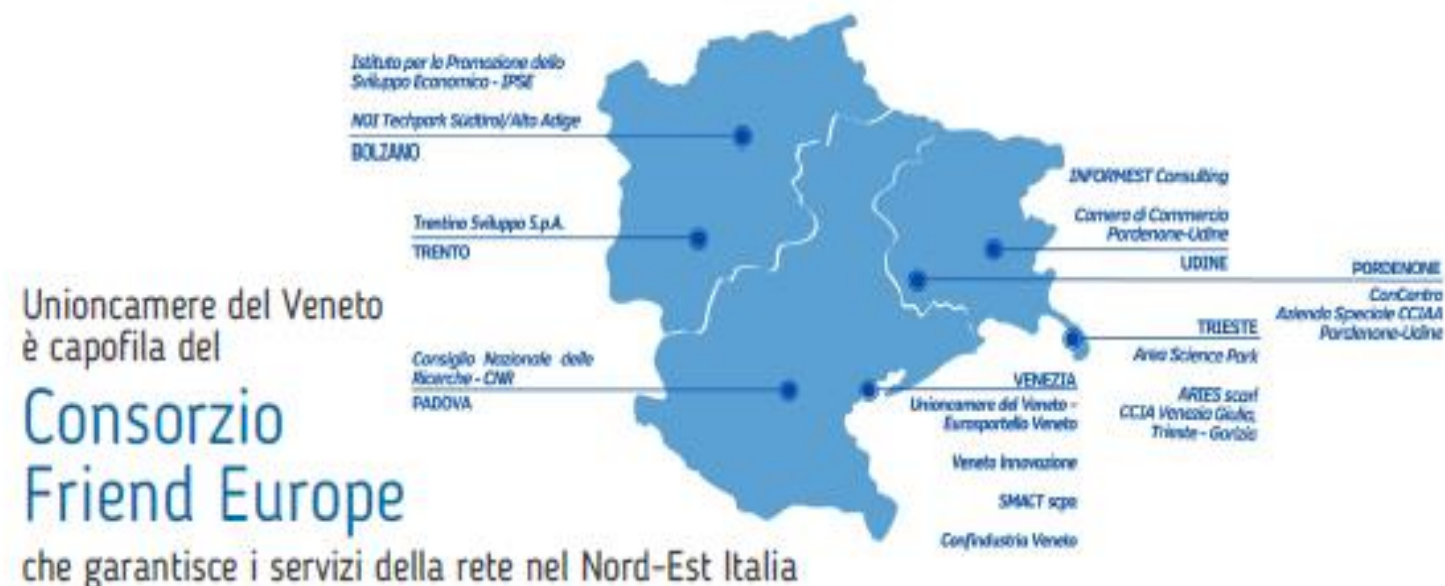 Istituto per la Promozione dello
Sviluppo Economico - IPSE
NOI Techpark Südtirol/Alto Adige
BOLZANO
Trentino Sviluppo S.p.A.
TRENTO
Consiglio Nazionale delle
Ricerche - CNR
PADOVA
INFORMEST Consulting
Camera di Commercio
Pordenone-Udine
UDINE
PORDENONE
ConCentro
Azienda Speciale CCIAA
Pordenone-Udine
TRIESTE
Area Science Park
ARIES scarl
CCIA Venezia Giulia,
Trieste - Gorizia
VENEZIA
Unioncamere del Veneto -
Eurosportello Veneto
Veneto Innovazione
SMACT scpa
Confindustria Veneto
Unioncamere del Veneto
è capofila del
Consorzio
Friend Europe
che garantisce i servizi della rete nel Nord-Est Italia